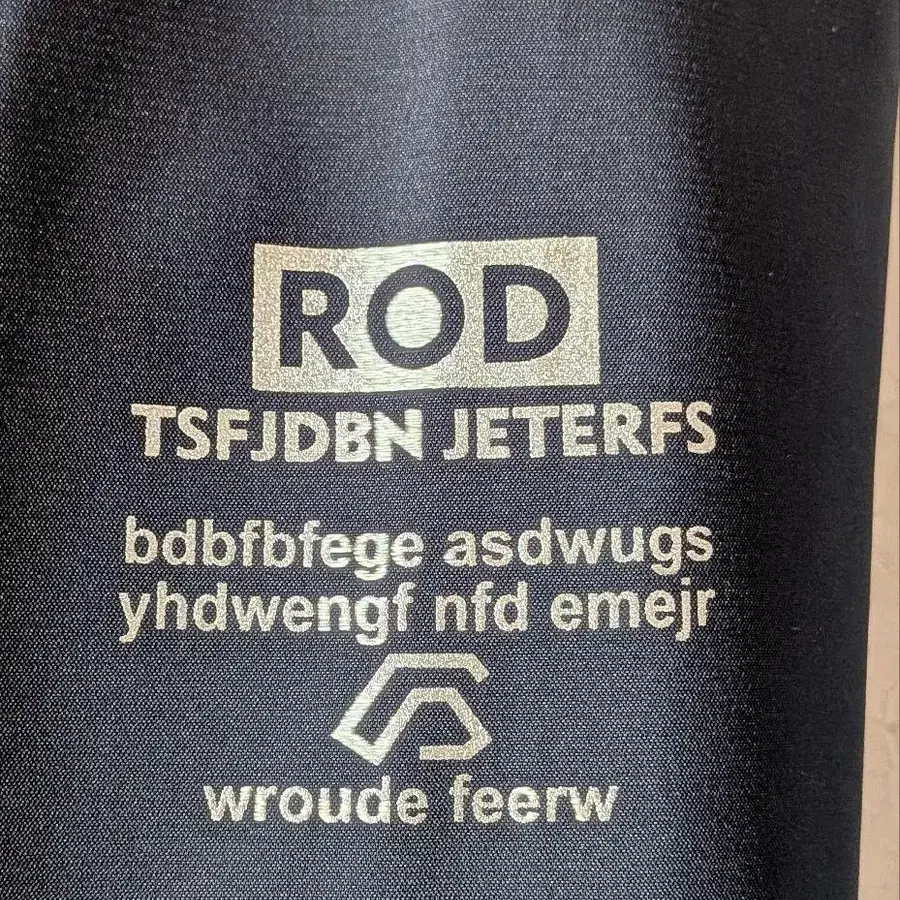 ROD
TSFJDBN JETERFS
bdbfbfege asdwugs
yhdwengf nfd emejr
wroude feerw